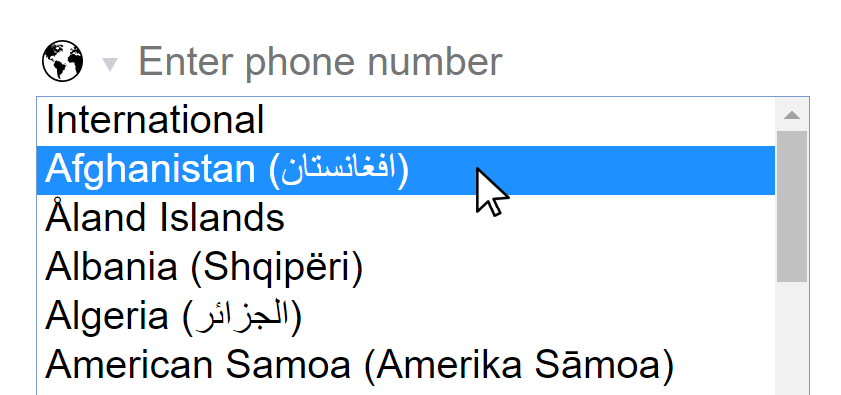 Enter phone number
International
Afghanistan (افغانستان)
Åland Islands
Albania (Shqipëri)
Algeria (الجزائر)
American Samoa (Amerika Sāmoa)